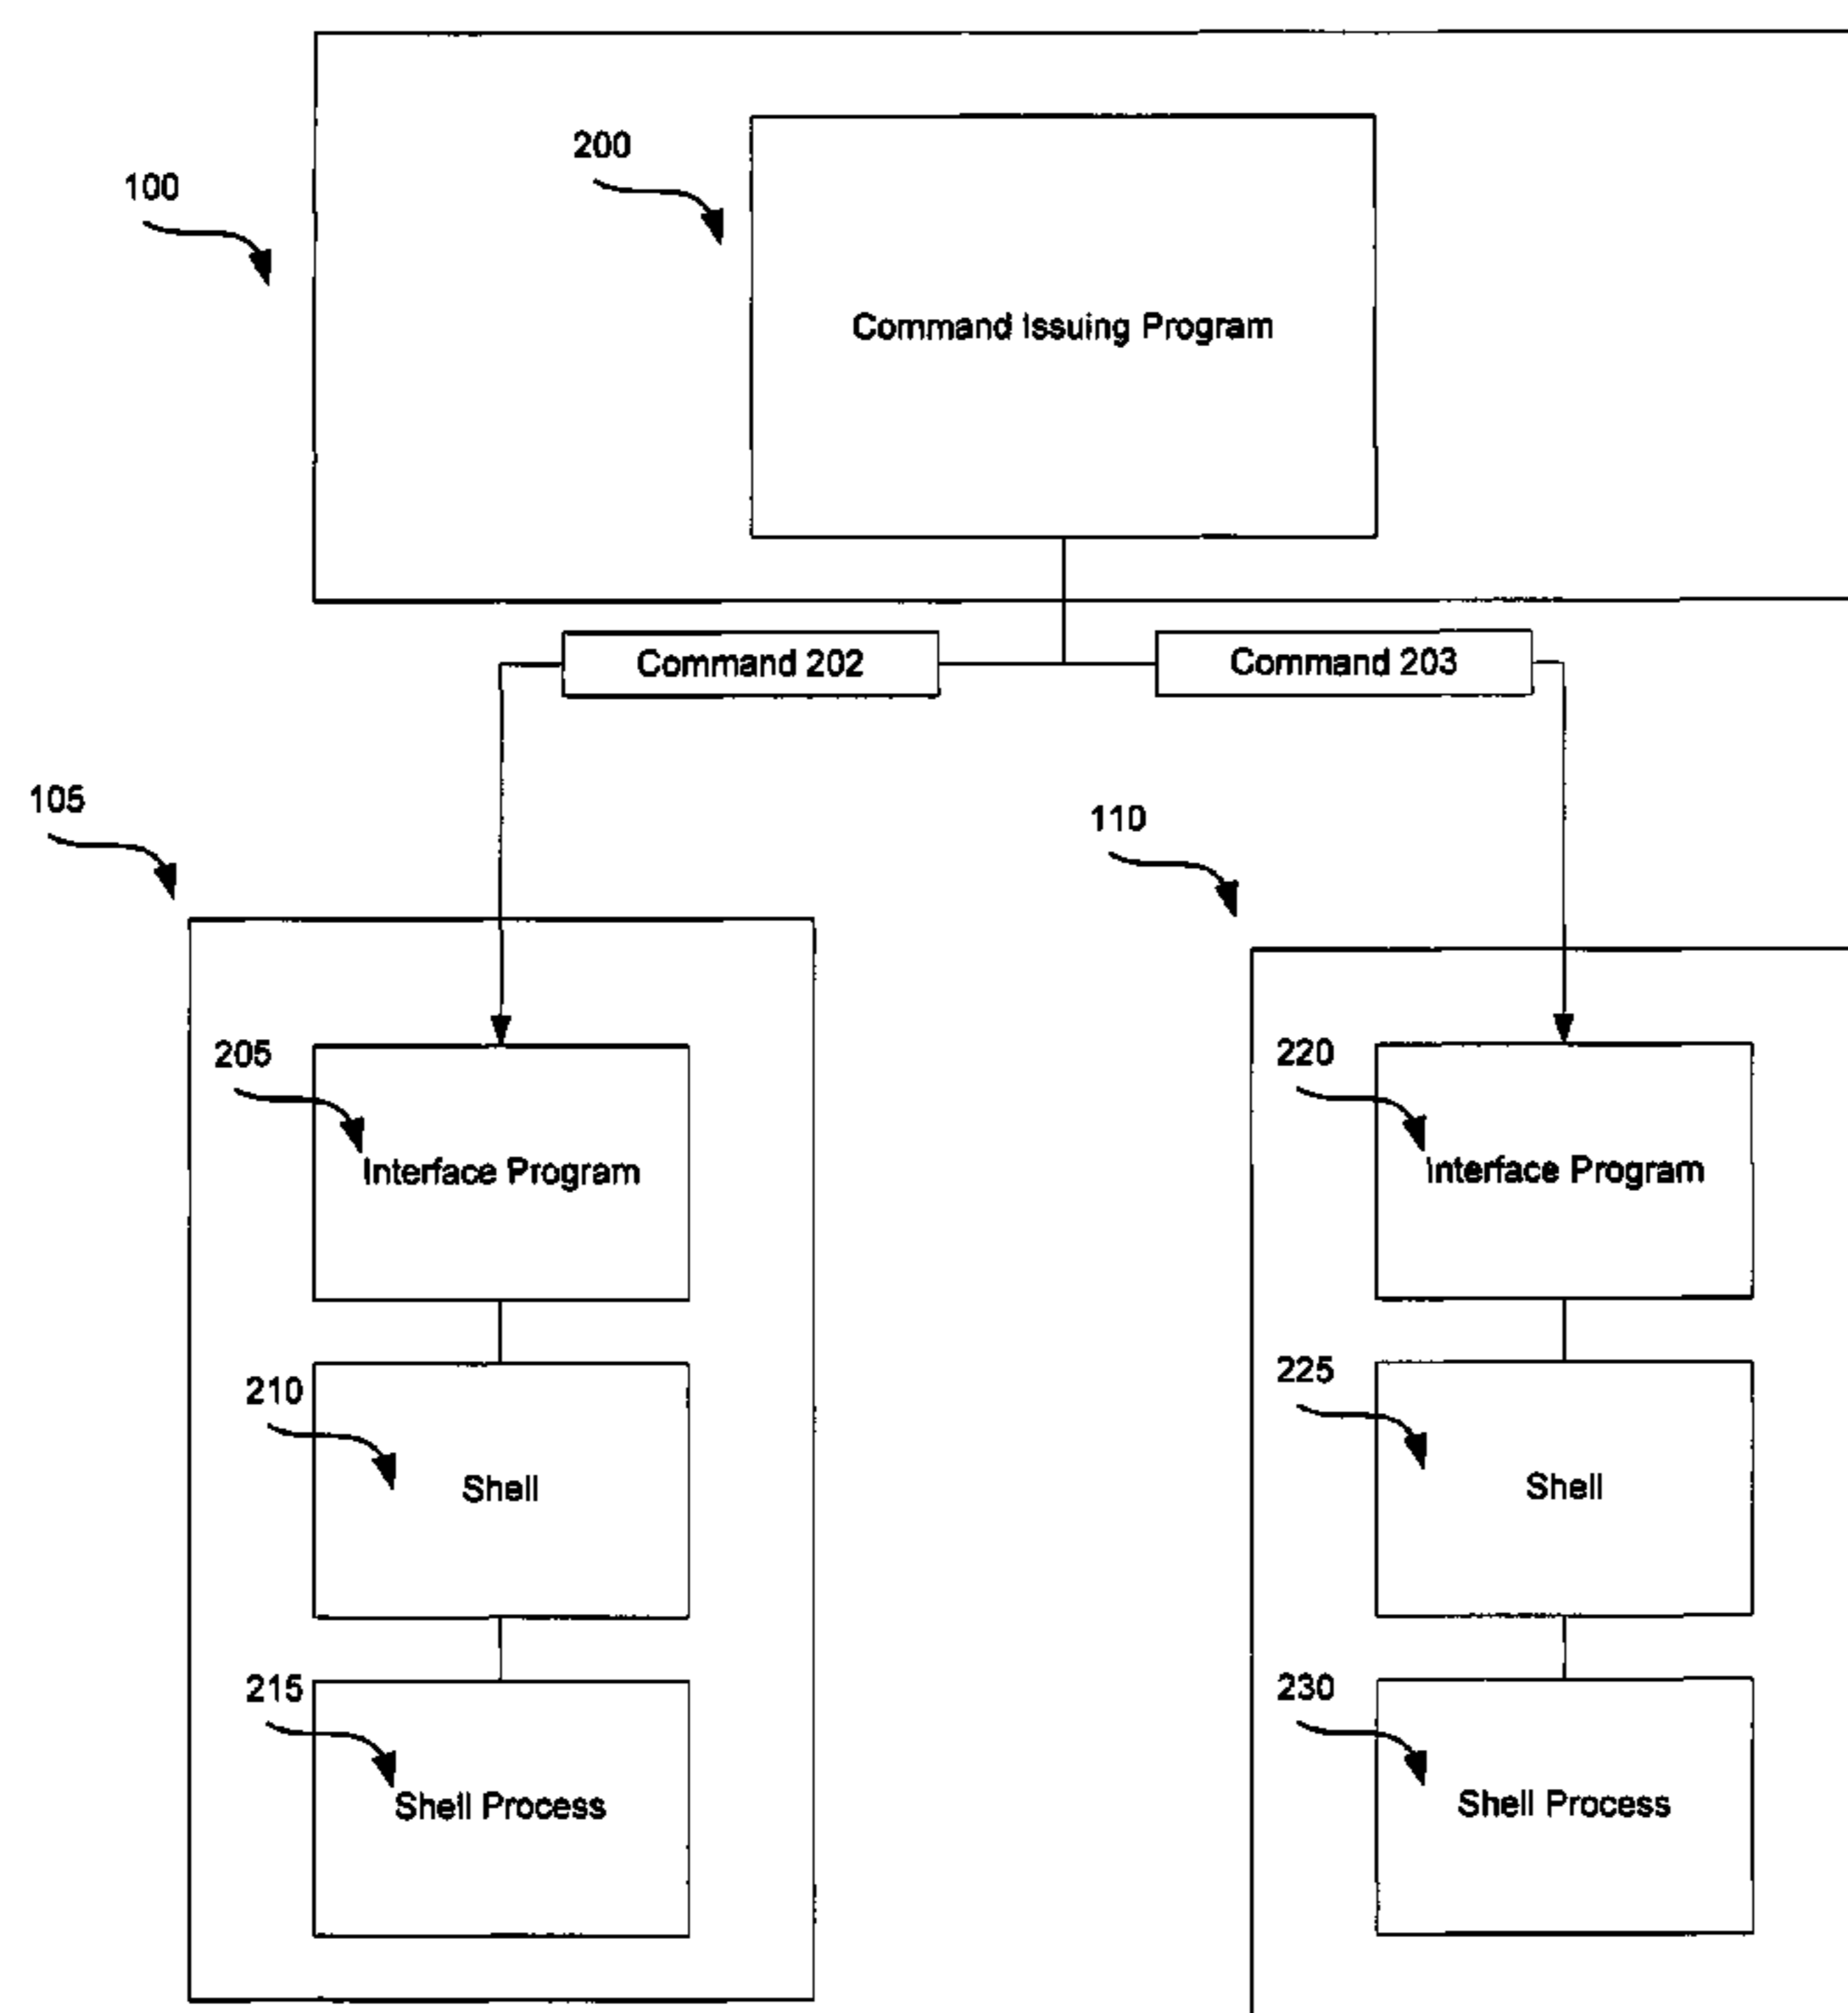 200
100
Command Issuing Program
Command 202
Command 203
105
110
205
220
Interface Program
Interface Program
210
225
Shell
Shell
215
230
Shell Process
Shell Process